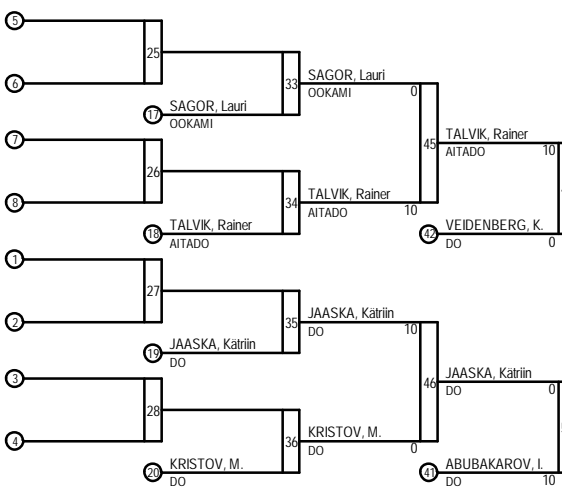 5
25
6
33
SAGOR, Lauri
OOKAMI
0
17
SAGOR, Lauri
OOKAMI
7
45
TALVIK, Rainer
AITADO
10
26
8
34
TALVIK, Rainer
AITADO
10
18
TALVIK, Rainer
AITADO
42
VEIDENBERG, K.
DO
0
1
27
2
35
JAASKA, Kätriin
DO
10
19
JAASKA, Kätriin
DO
3
46
JAASKA, Kätriin
DO
0
28
4
36
KRISTOV, M.
DO
0
20
KRISTOV, M.
DO
41
ABUBAKAROV, I.
DO
10